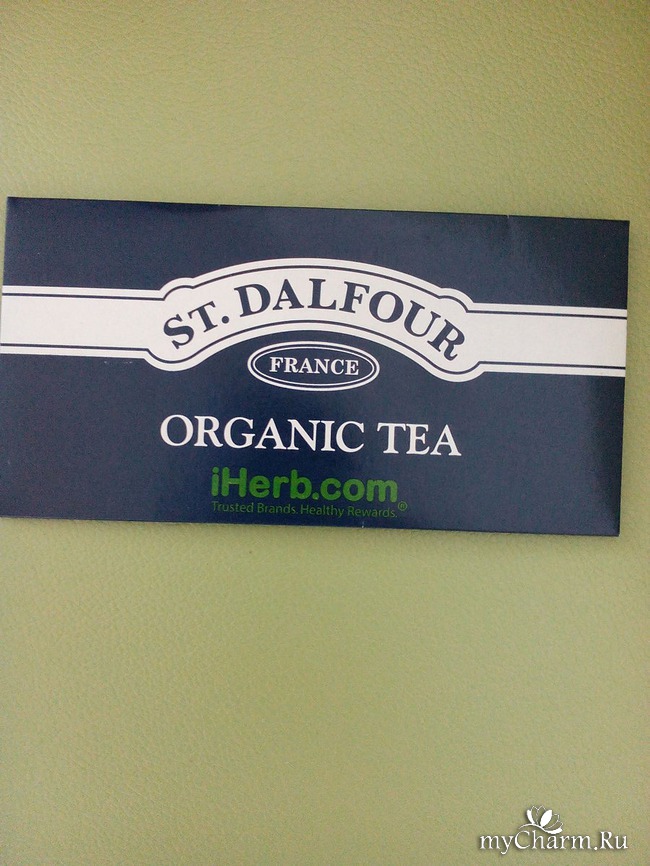 ST. DALFOUR
FRANCE
ORGANIC TEA
iHerb.com
Trusted Brands. Healthy Rewards.®
myCharm.Ru